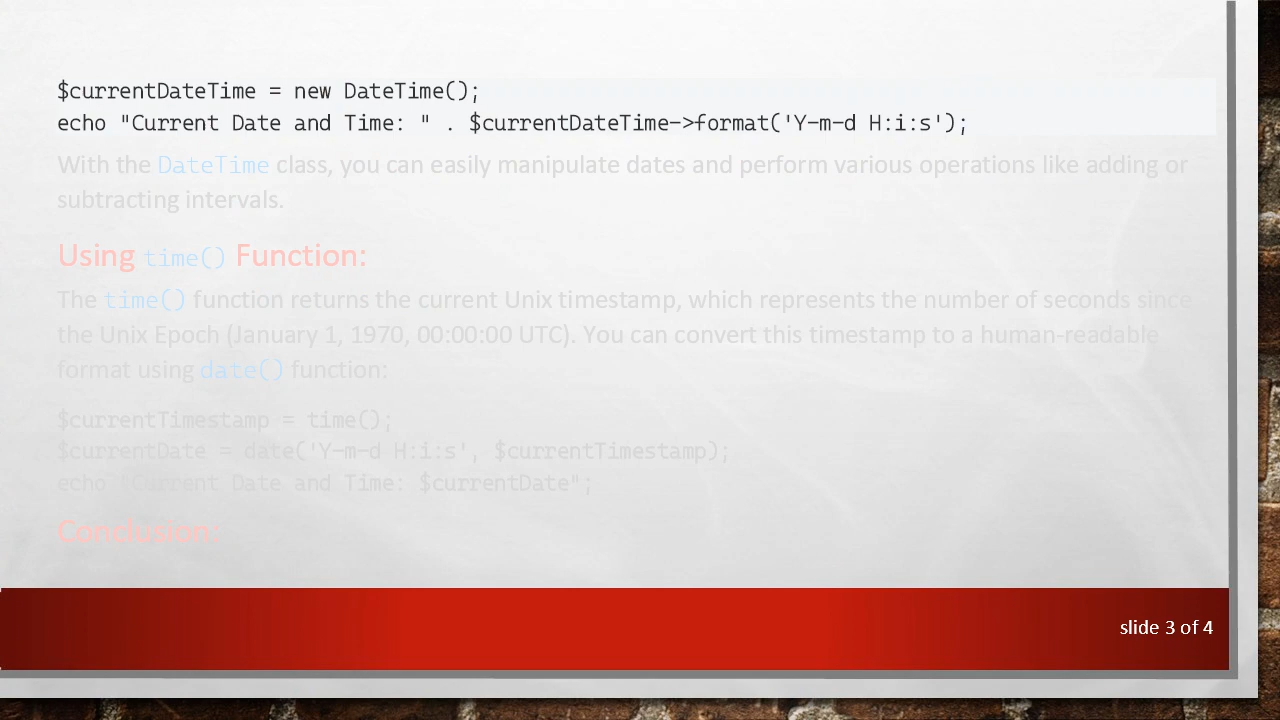 $currentDateTime = new DateTime();
echo "Current Date and Time: " . $currentDateTime->format('Y-m-d H:i:s');
With the DateTime class, you can easily manipulate dates and perform various operations like adding or
subtracting intervals.
Using time() Function:
The time() function returns the current Unix timestamp, which represents the number of seconds since
the Unix Epoch (January 1, 1970, 00:00:00 UTC). You can convert this timestamp to a human-readable
format using date() function:
$currentTimestamp = time();
$currentDate = date('Y-m-d H:i:s', $currentTimestamp);
echo "Current Date and Time: $currentDate";
Conclusion:
slide 3 of 4